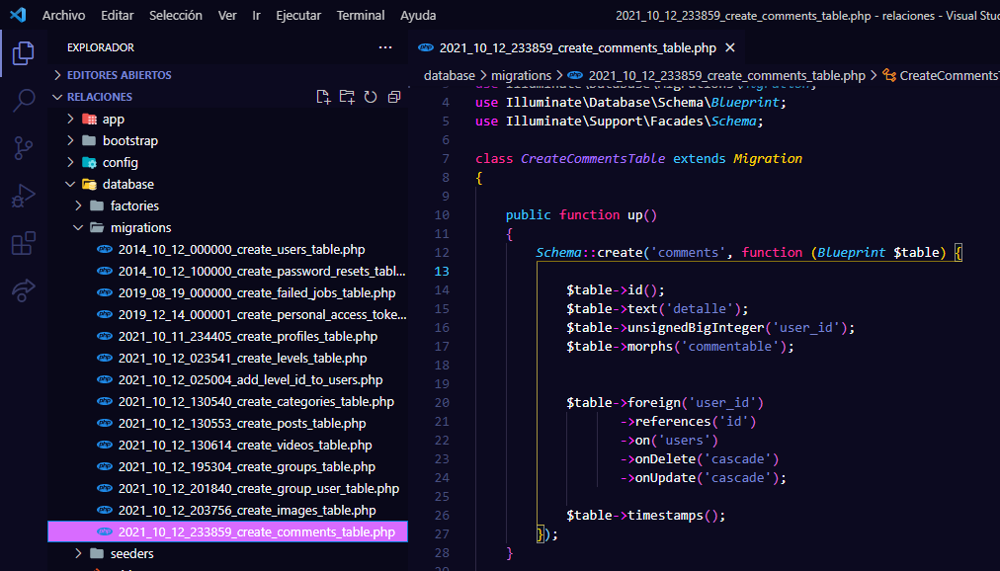 Archivo Editar Selección Ver Ir Ejecutar Terminal Ayuda 2021_10_12_233859_create_comments_table.php - relaciones - Visual Stu
EXPLORADOR ...
EDITORES ABIERTOS
RELACIONES
app
bootstrap
config
database
factories
migrations
2014_10_12_000000_create_users_table.php
2014_10_12_100000_create_password_resets_tabl...
2019_08_19_000000_create_failed_jobs_table.php
2019_12_14_000001_create_personal_access_toke...
2021_10_11_234405_create_profiles_table.php
2021_10_12_023541_create_levels_table.php
2021_10_12_025004_add_level_id_to_users.php
2021_10_12_130540_create_categories_table.php
2021_10_12_130553_create_posts_table.php
2021_10_12_130614_create_videos_table.php
2021_10_12_195304_create_groups_table.php
2021_10_12_201840_create_group_user_table.php
2021_10_12_203756_create_images_table.php
2021_10_12_233859_create_comments_table.php
seeders
2021_10_12_233859_create_comments_table.php ×
database > migrations > 2021_10_12_233859_create_comments_table.php > CreateComments
3 use Illuminate\Database\Migrations\Migration;
4 use Illuminate\Database\Schema\Blueprint;
5 use Illuminate\Support\Facades\Schema;
6
7 class CreateCommentsTable extends Migration
8 {
9
10 public function up()
11 {
12 Schema::create('comments', function (Blueprint $table) {
13
14 $table->id();
15 $table->text('detalle');
16 $table->unsignedBigInteger('user_id');
17 $table->morphs('commentable');
18
19
20 $table->foreign('user_id')
21 ->references('id')
22 ->on('users')
23 ->onDelete('cascade')
24 ->onUpdate('cascade');
25
26 $table->timestamps();
27 });
28 }